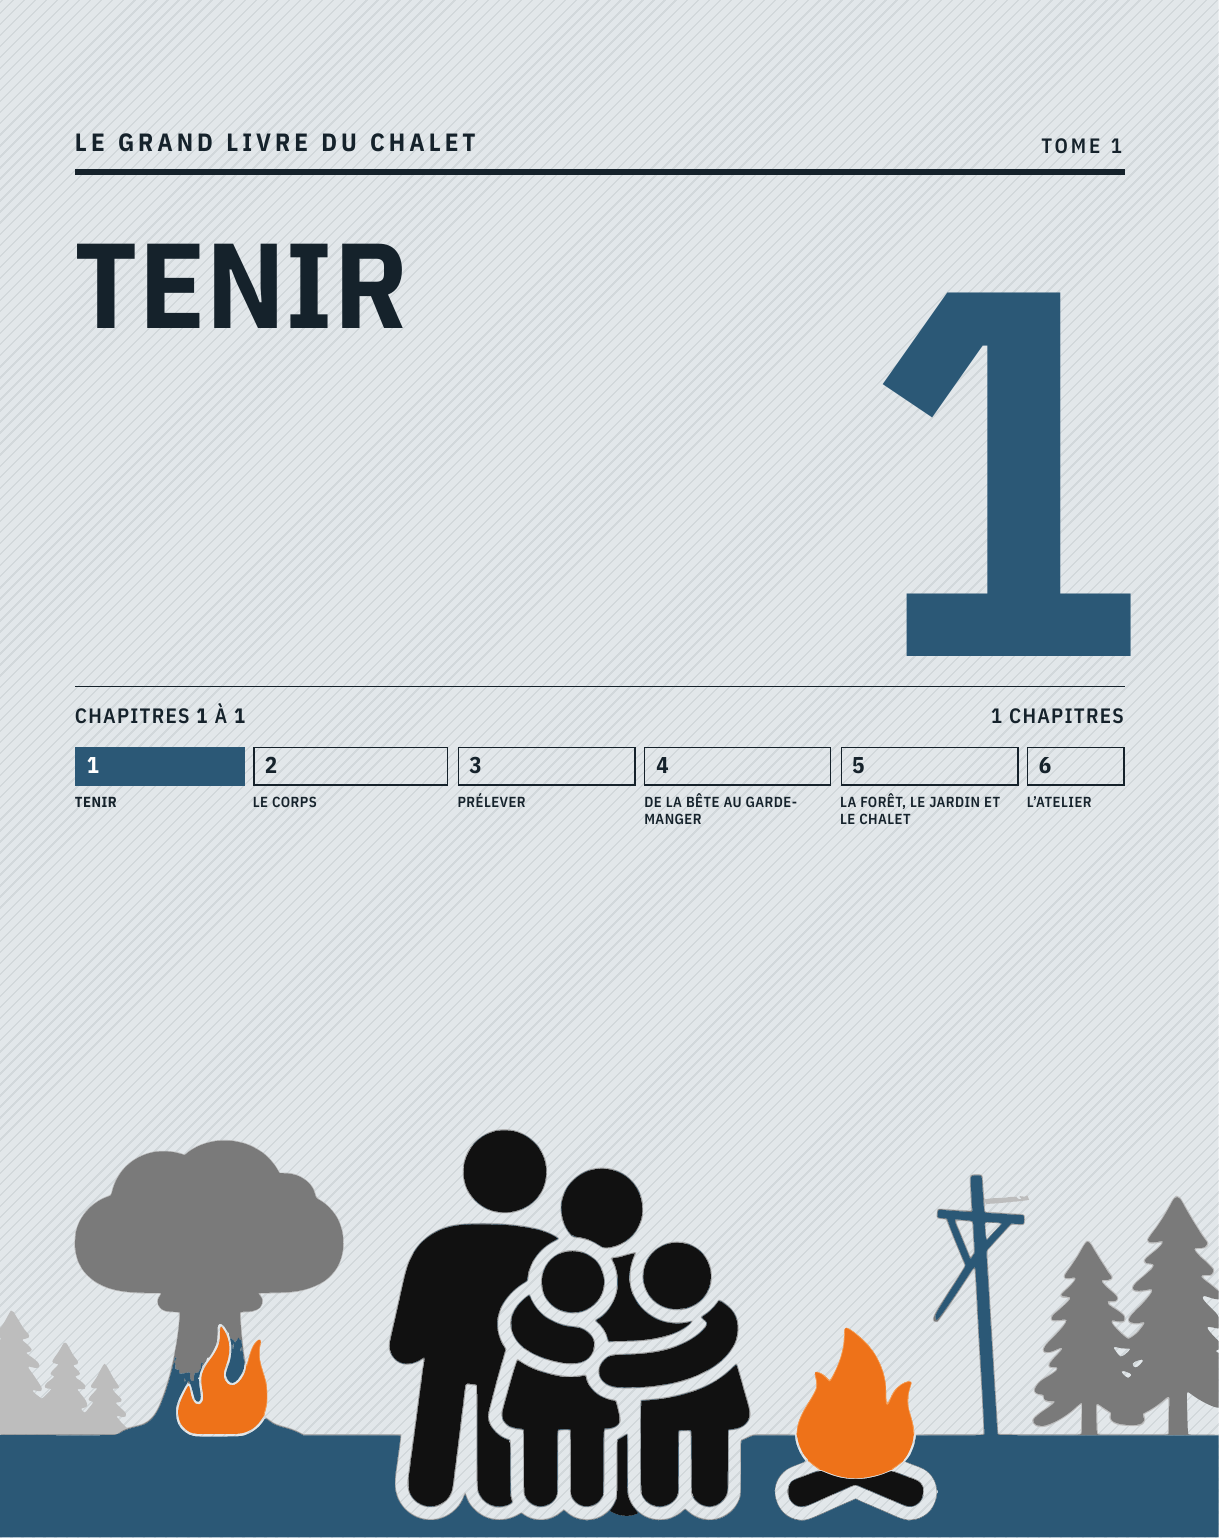 LE GRAND LIVRE DU CHALET
TOME 1
TENIR
1
CHAPITRES 1 À 1
1 CHAPITRES
1
2
3
4
5
6
TENIR
LE CORPS
PRÉLEVER
DE LA BÊTE AU GARDE-
MANGER
LA FORÊT, LE JARDIN ET
LE CHALET
L’ATELIER